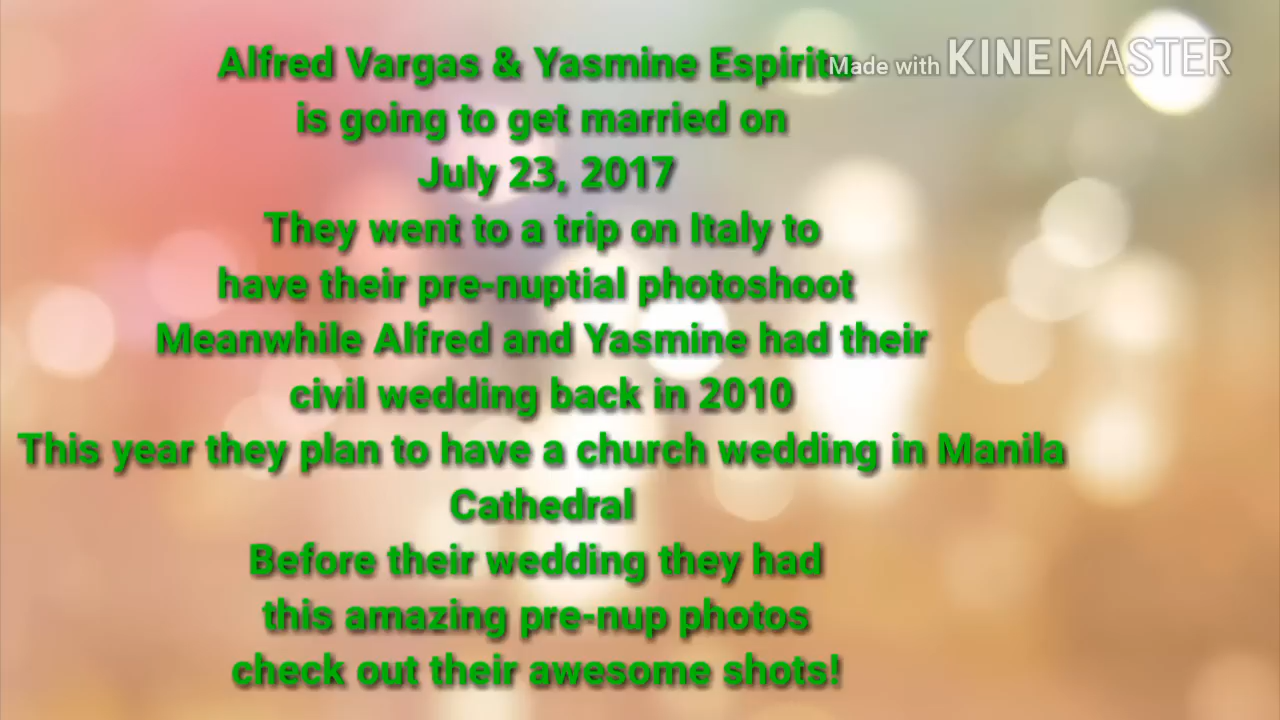 Alfred Vargas & Yasmine Espiritu
Made with KINEMASTER
is going to get married on
July 23, 2017
They went to a trip on Italy to
have their pre-nuptial photoshoot
Meanwhile Alfred and Yasmine had their
civil wedding back in 2010
This year they plan to have a church wedding in Manila
Cathedral
Before their wedding they had
this amazing pre-nup photos
check out their awesome shots!